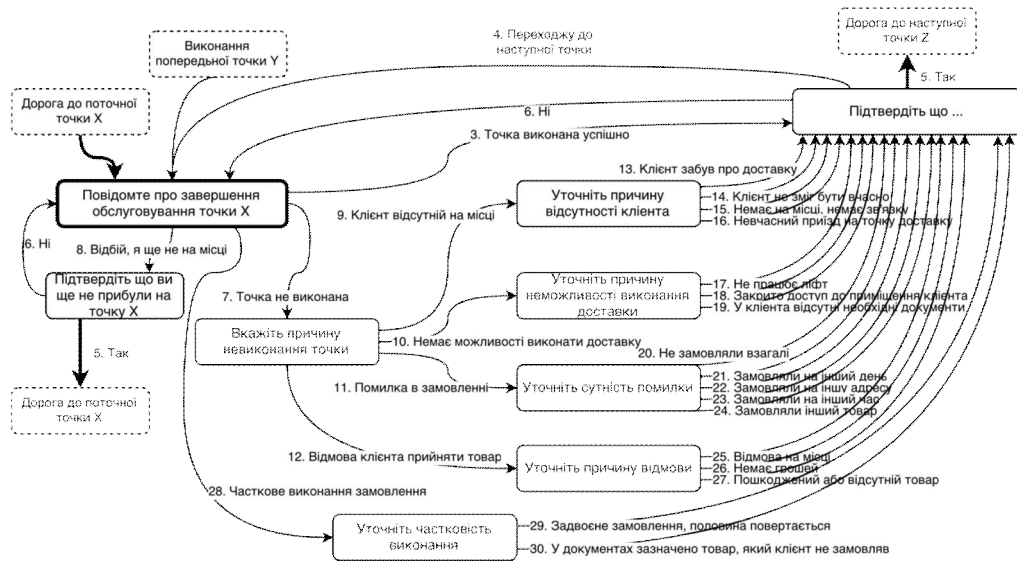 4. Переходжу до
наступної точки
Дорога до наступної
точки Z
Виконання
попередньої точки Y
5. Так
Дорога до поточної
точки X
6. Ні
Підтвердіть що ...
3. Точка виконана успішно
13. Клієнт забув про доставку
Повідомте про завершення
обслуговування точки X
Уточніть причину
відсутності клієнта
14. Клієнт не зміг бути вчасно
15. Немає на місці, немає зв'язку
16. Невчасний приїзд на точку доставку
9. Клієнт відсутній на місці
6. Ні
8. Відбій, я ще не на місці
Підтвердіть що ви
ще не прибули на
точку X
7. Точка не виконана
Уточніть причину
неможливості виконання
доставки
17. Не працює ліфт
18. Закрито доступ до приміщення клієнта
19. У клієнта відсутні необхідні документи
Вкажіть причину
невиконання точки
10. Немає можливості виконати доставку
20. Не замовляли взагалі
5. Так
11. Помилка в замовленні
Уточніть сутність помилки
21. Замовляли на інший день
22. Замовляли на іншу адресу
23. Замовляли на інший час
24. Замовляли інший товар
Дорога до поточної
точки X
12. Відмова клієнта прийняти товар
Уточніть причину відмови
25. Відмова на місці
26. Немає грошей
27. Пошкоджений або відсутній товар
28. Часткове виконання замовлення
Уточніть частковість
виконання
29. Задвоєне замовлення, половина повертається
30. У документах зазначено товар, який клієнт не замовляв